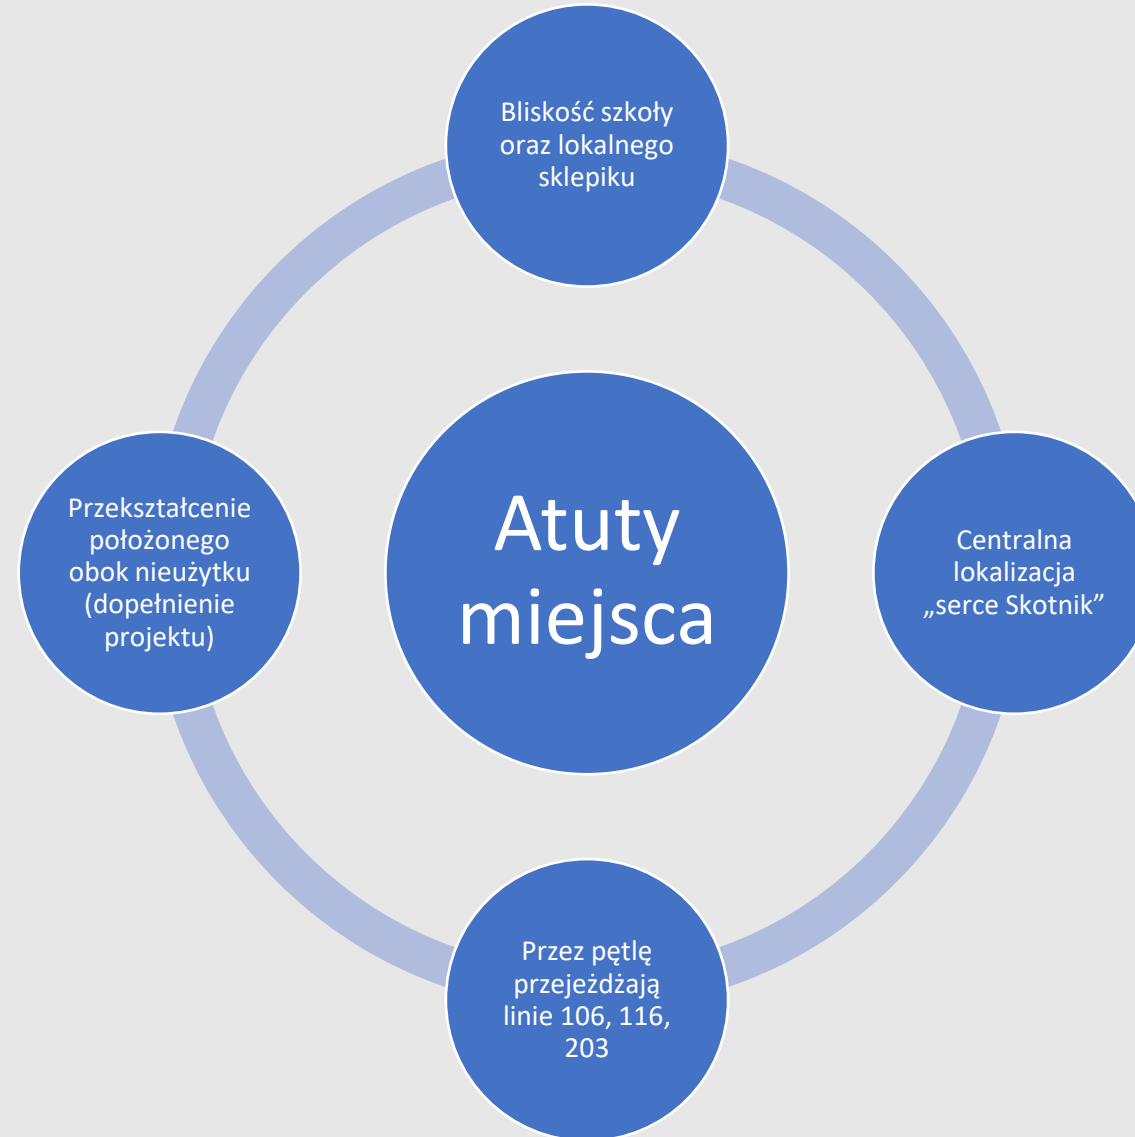 Bliskość szkoły
oraz lokalnego
sklepiku
Przekształcenie
położonego
obok nieużytku
(dopełnienie
projektu)
Atuty
miejsca
Centralna
lokalizacja
„serce Skotnik”
Przez pętlę
przejeżdżają
linie 106, 116,
203